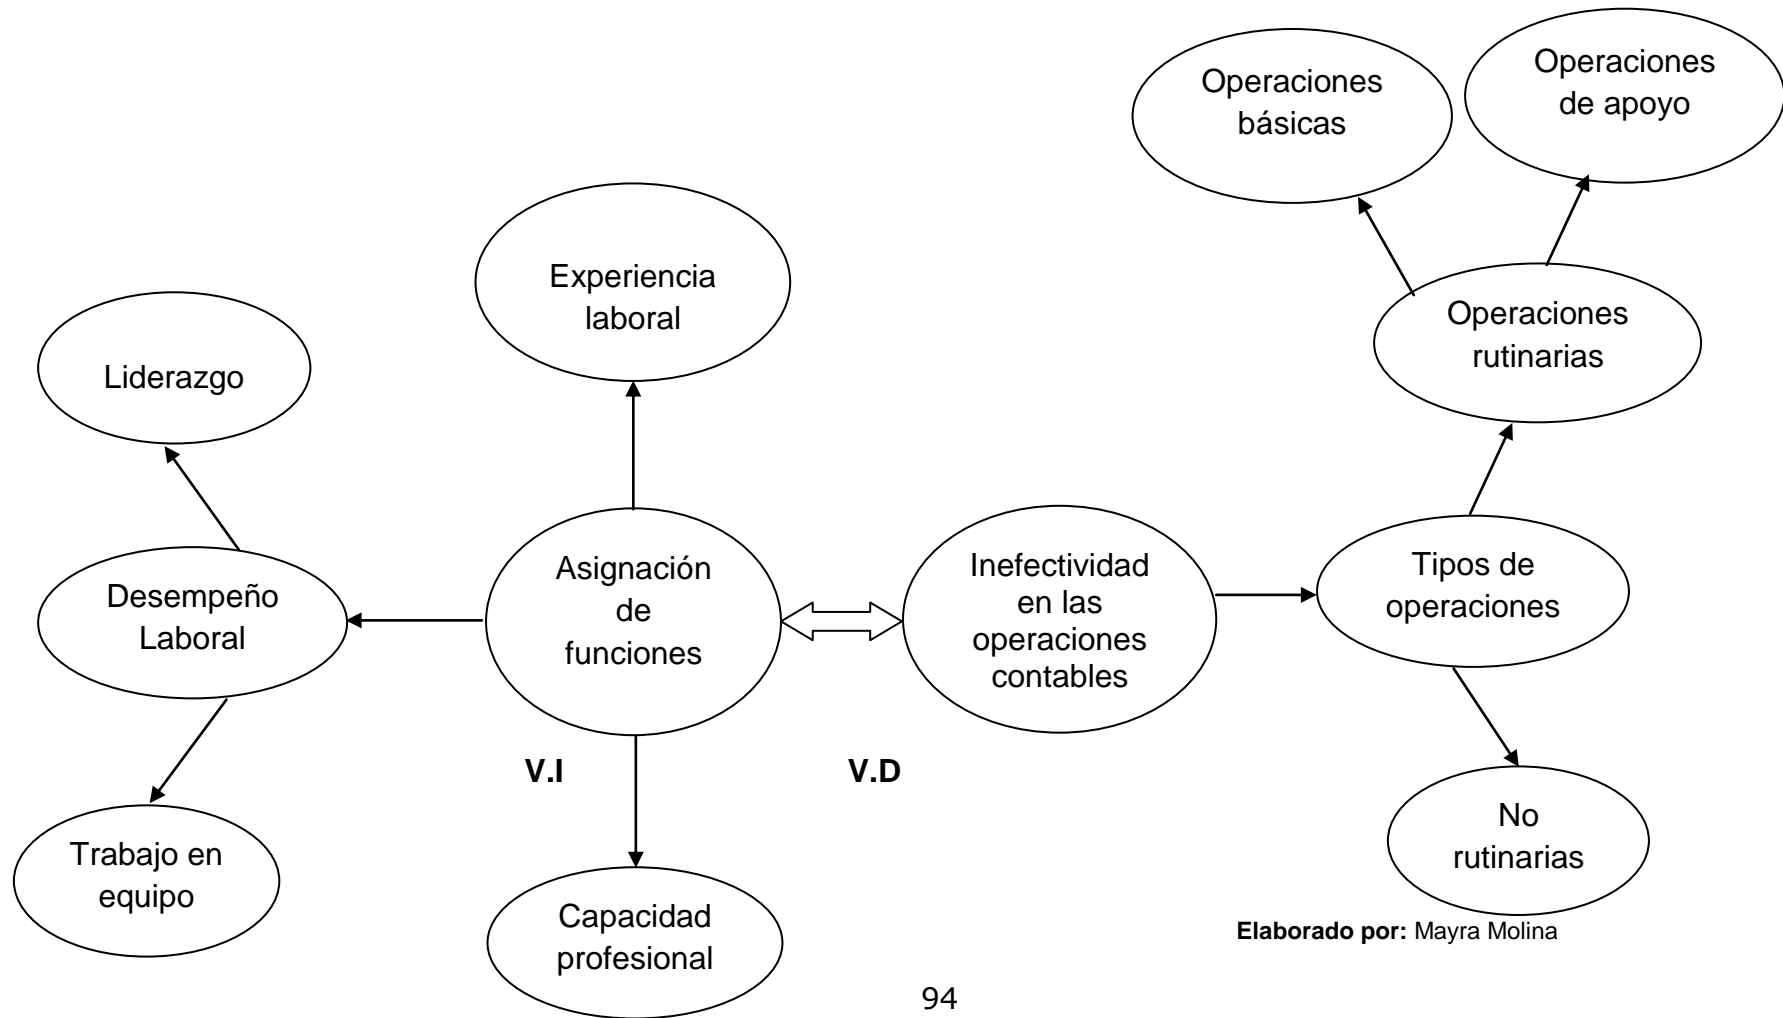 Operaciones
de apoyo
Operaciones
básicas
Experiencia
laboral
Operaciones
rutinarias
Liderazgo
Desempeño
Laboral
Asignación
de
funciones
Inefectividad
en las
operaciones
contables
Tipos de
operaciones
V.I
V.D
Trabajo en
equipo
No
rutinarias
Capacidad
profesional
Elaborado por: Mayra Molina
94